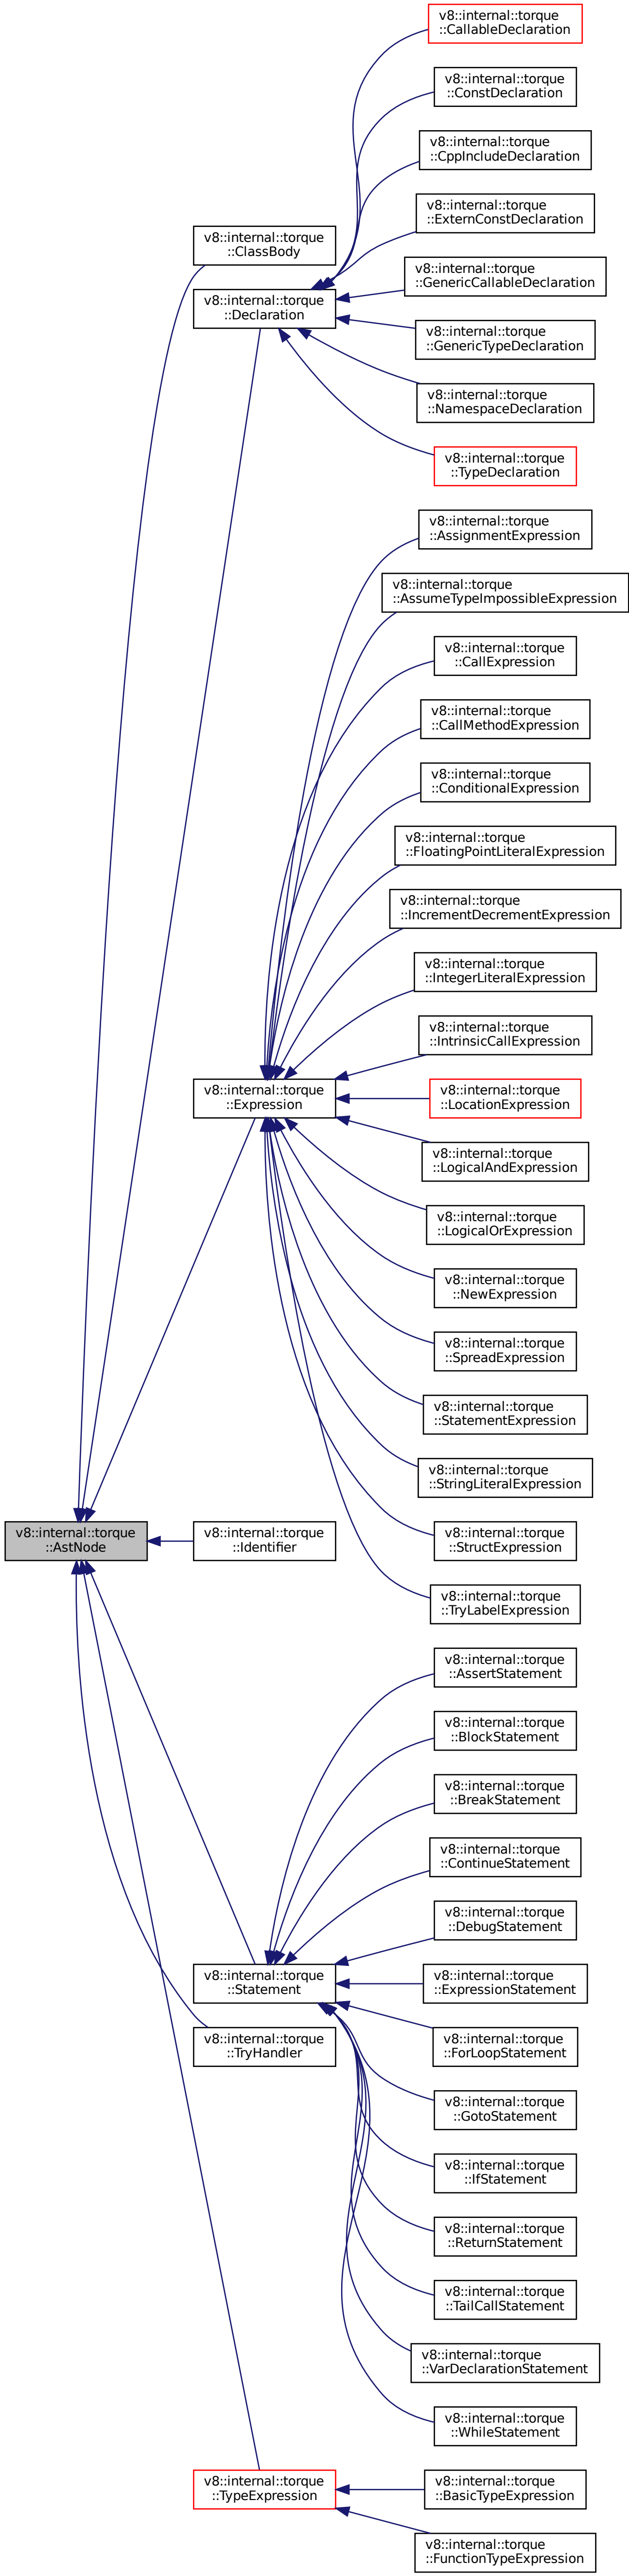 v8::internal::torque
::CallableDeclaration
v8::internal::torque
::ConstDeclaration
v8::internal::torque
::CppIncludeDeclaration
v8::internal::torque
::ExternConstDeclaration
v8::internal::torque
::ClassBody
v8::internal::torque
::GenericCallableDeclaration
v8::internal::torque
::Declaration
v8::internal::torque
::GenericTypeDeclaration
v8::internal::torque
::NamespaceDeclaration
v8::internal::torque
::TypeDeclaration
v8::internal::torque
::AssignmentExpression
v8::internal::torque
::AssumeTypeImpossibleExpression
v8::internal::torque
::CallExpression
v8::internal::torque
::CallMethodExpression
v8::internal::torque
::ConditionalExpression
v8::internal::torque
::FloatingPointLiteralExpression
v8::internal::torque
::IncrementDecrementExpression
v8::internal::torque
::IntegerLiteralExpression
v8::internal::torque
::IntrinsicCallExpression
v8::internal::torque
::Expression
v8::internal::torque
::LocationExpression
v8::internal::torque
::LogicalAndExpression
v8::internal::torque
::LogicalOrExpression
v8::internal::torque
::NewExpression
v8::internal::torque
::SpreadExpression
v8::internal::torque
::StatementExpression
v8::internal::torque
::StringLiteralExpression
v8::internal::torque
::AstNode
v8::internal::torque
::Identifier
v8::internal::torque
::StructExpression
v8::internal::torque
::TryLabelExpression
v8::internal::torque
::AssertStatement
v8::internal::torque
::BlockStatement
v8::internal::torque
::BreakStatement
v8::internal::torque
::ContinueStatement
v8::internal::torque
::DebugStatement
v8::internal::torque
::Statement
v8::internal::torque
::ExpressionStatement
v8::internal::torque
::TryHandler
v8::internal::torque
::ForLoopStatement
v8::internal::torque
::GotoStatement
v8::internal::torque
::IfStatement
v8::internal::torque
::ReturnStatement
v8::internal::torque
::TailCallStatement
v8::internal::torque
::VarDeclarationStatement
v8::internal::torque
::WhileStatement
v8::internal::torque
::TypeExpression
v8::internal::torque
::BasicTypeExpression
v8::internal::torque
::FunctionTypeExpression